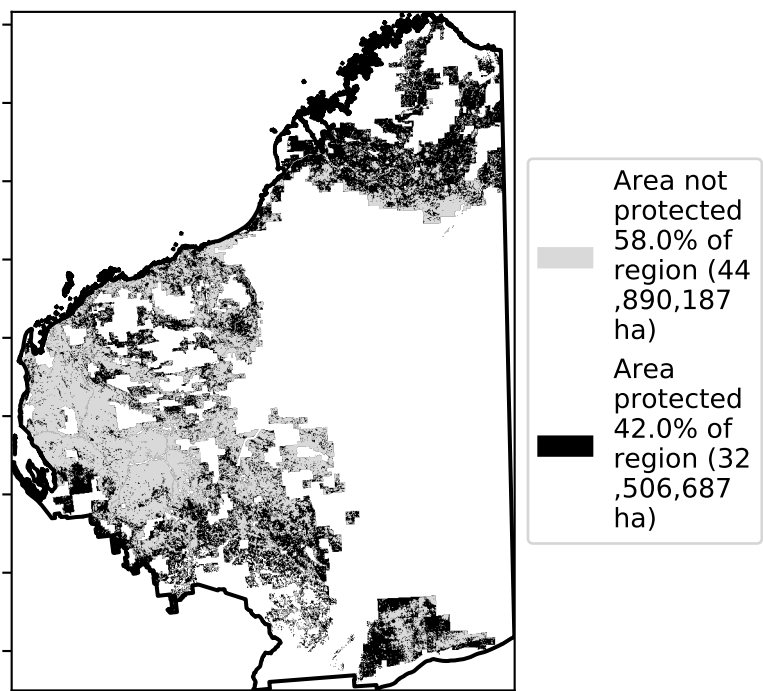 Area not
protected
58.0% of
region (44
,890,187
ha)
Area
protected
42.0% of
region (32
,506,687
ha)